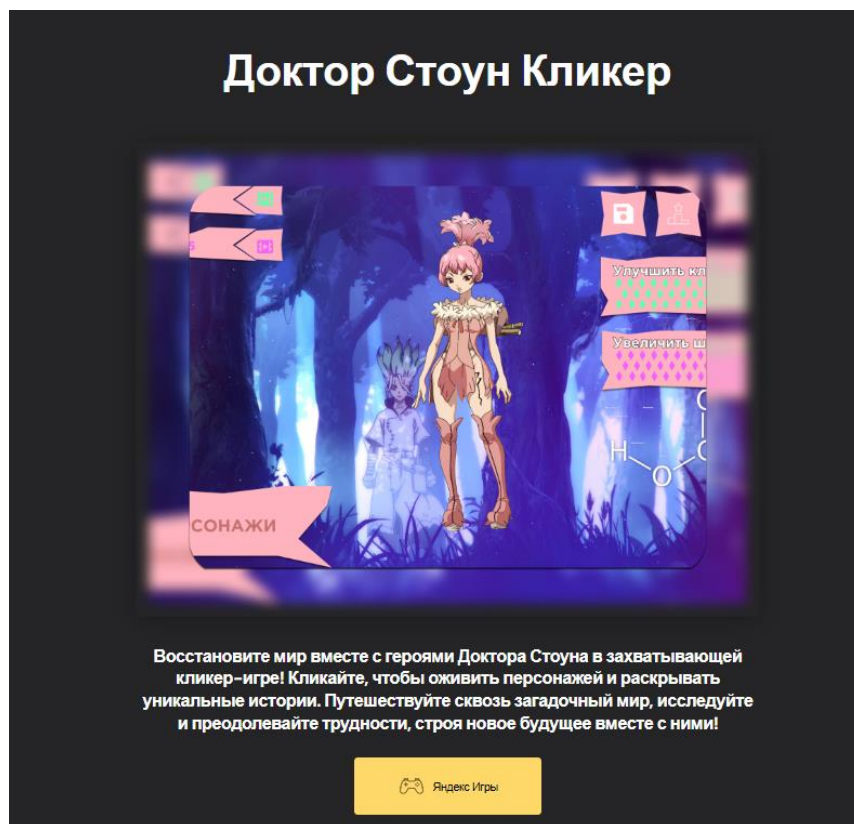 Доктор Стоун Кликер
Улучшить кл
Увеличить ш
H
O
СОНАЖИ
Восстановите мир вместе с героями Доктора Стоуна в захватывающей
кликер-игре! Кликайте, чтобы оживить персонажей и раскрывать
уникальные истории. Путешествуйте сквозь загадочный мир, исследуйте
и преодолевайте трудности, строя новое будущее вместе с ними!
Яндекс Игры